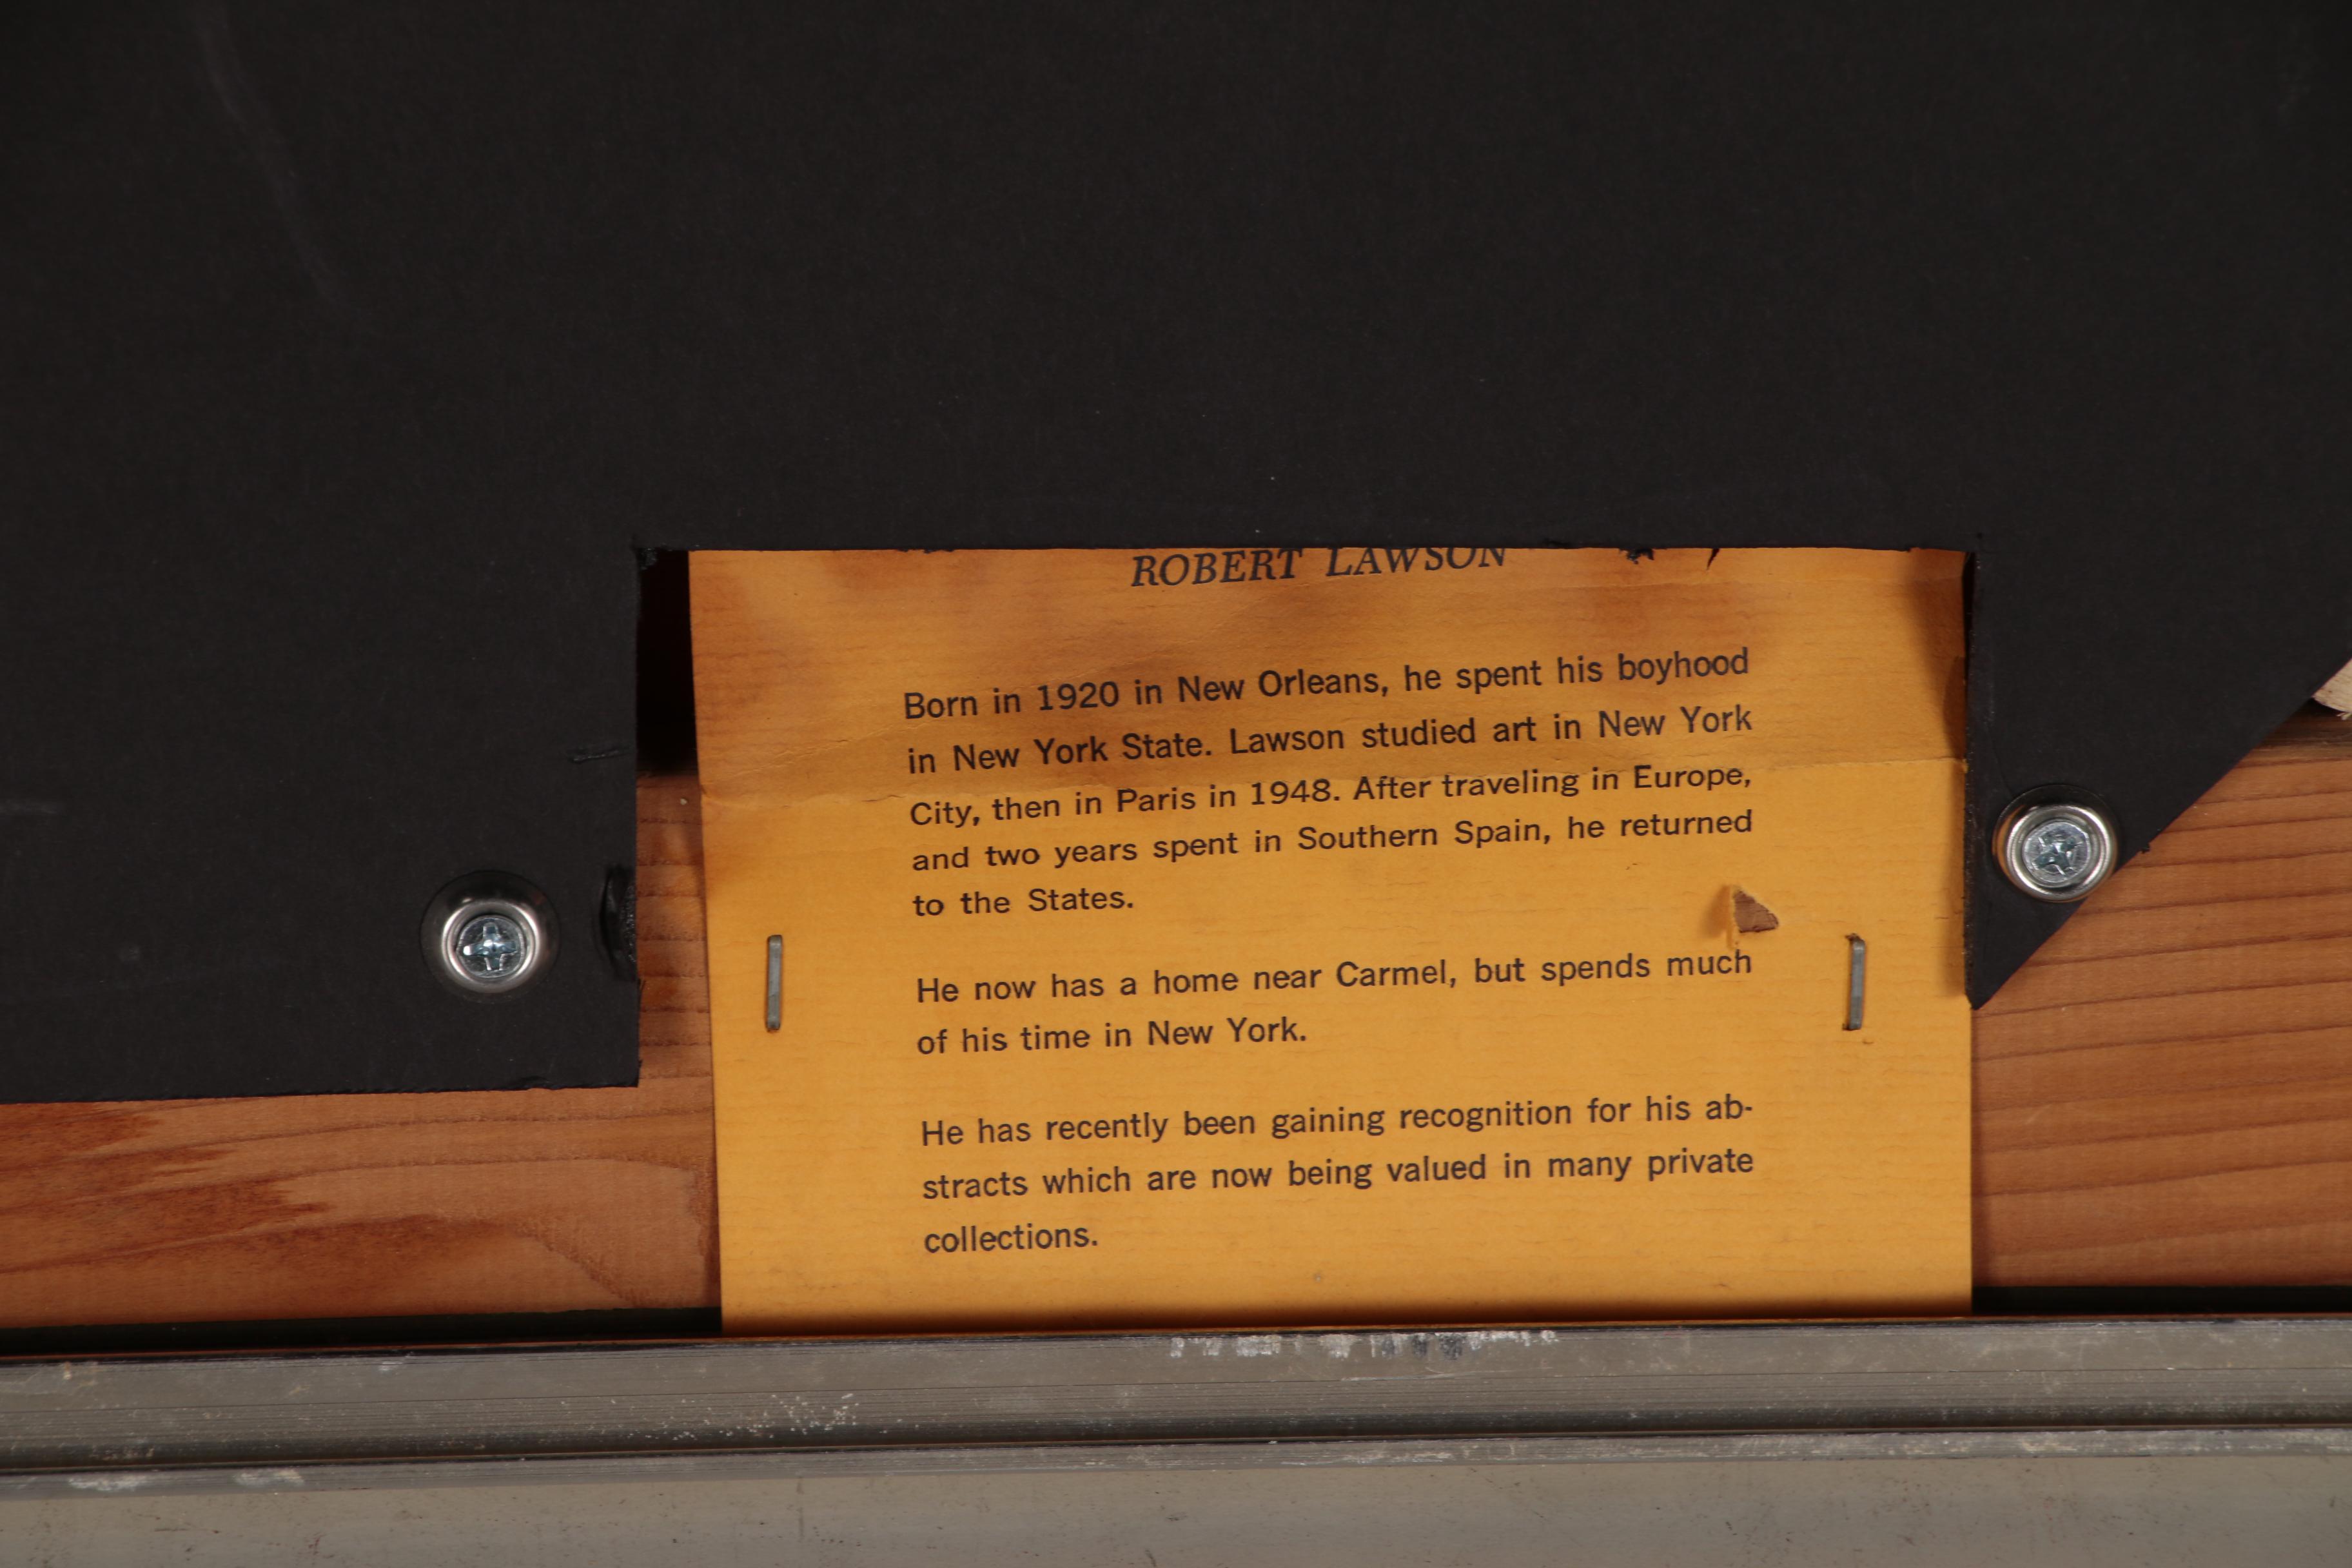 ROBERT LAWSON
Born in 1920 in New Orleans, he spent his boyhood
in New York State. Lawson studied art in New York
City, then in Paris in 1948. After traveling in Europe,
and two years spent in Southern Spain, he returned
to the States.
He now has a home near Carmel, but spends much
of his time in New York.
He has recently been gaining recognition for his ab-
stracts which are now being valued in many private
collections.